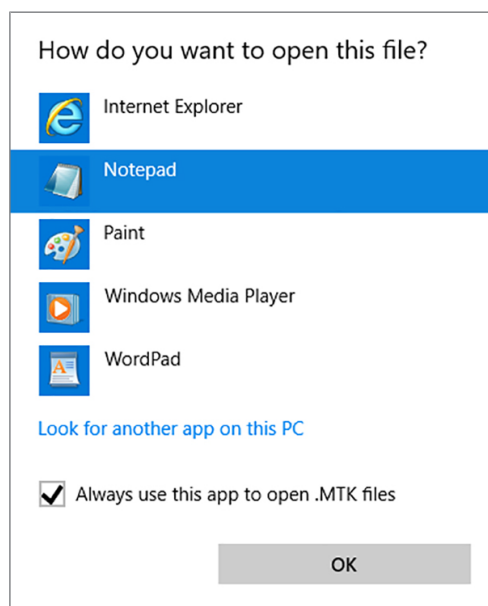 How do you want to open this file?
Internet Explorer
Notepad
Paint
Windows Media Player
WordPad
Look for another app on this PC
Always use this app to open .MTK files
OK